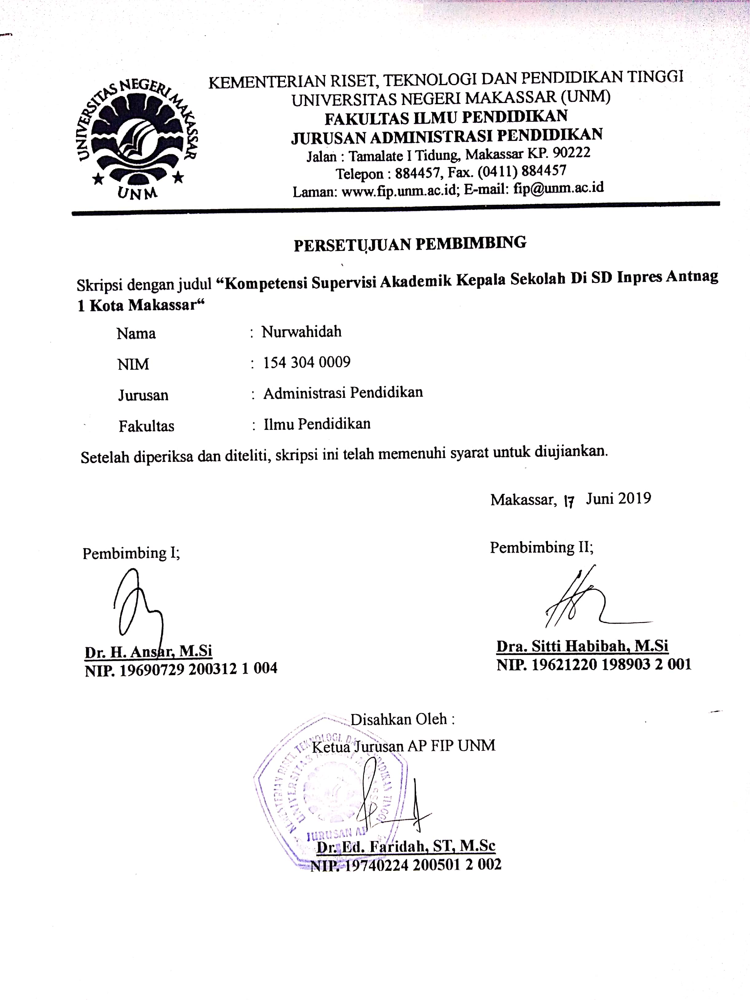 UNIVERSITAS NEGERI MAKASSAR
UNM
KEMENTERIAN RISET, TEKNOLOGI DAN PENDIDIKAN TINGGI
UNIVERSITAS NEGERI MAKASSAR (UNM)
FAKULTAS ILMU PENDIDIKAN
JURUSAN ADMINISTRASI PENDIDIKAN
Jalan : Tamalate I Tidung, Makassar KP. 90222
Telepon : 884457, Fax. (0411) 884457
Laman: www.fip.unm.ac.id; E-mail: fip@unm.ac.id
PERSETUJUAN PEMBIMBING
Skripsi dengan judul “Kompetensi Supervisi Akademik Kepala Sekolah Di SD Inpres Antnag
1 Kota Makassar“
Nama : Nurwahidah
NIM : 154 304 0009
Jurusan : Administrasi Pendidikan
Fakultas : Ilmu Pendidikan
Setelah diperiksa dan diteliti, skripsi ini telah memenuhi syarat untuk diujiankan.
Makassar, 17 Juni 2019
Pembimbing I; Pembimbing II;
Dr. H. Ansar, M.Si Dra. Sitti Habibah, M.Si
NIP. 19690729 200312 1 004 NIP. 19621220 198903 2 001
Disahkan Oleh :
Ketua Jurusan AP FIP UNM
KEMENTERIAN RISET, TEKNOLOGI, DAN PENDIDIKAN TINGGI
UNIVERSITAS NEGERI
JURUSAN AP
Dr. Ed. Faridah, ST, M.Sc
NIP. 19740224 200501 2 002